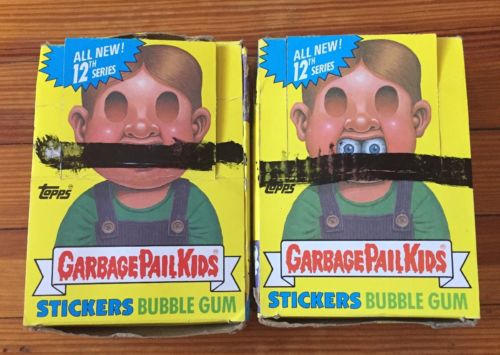 ALL NEW!
12TH
SERIES
Topps
GARBAGE PAIL KIDS
STICKERS BUBBLE GUM
ALL NEW!
12TH
SERIES
Topps
GARBAGE PAIL KIDS
STICKERS BUBBLE GUM